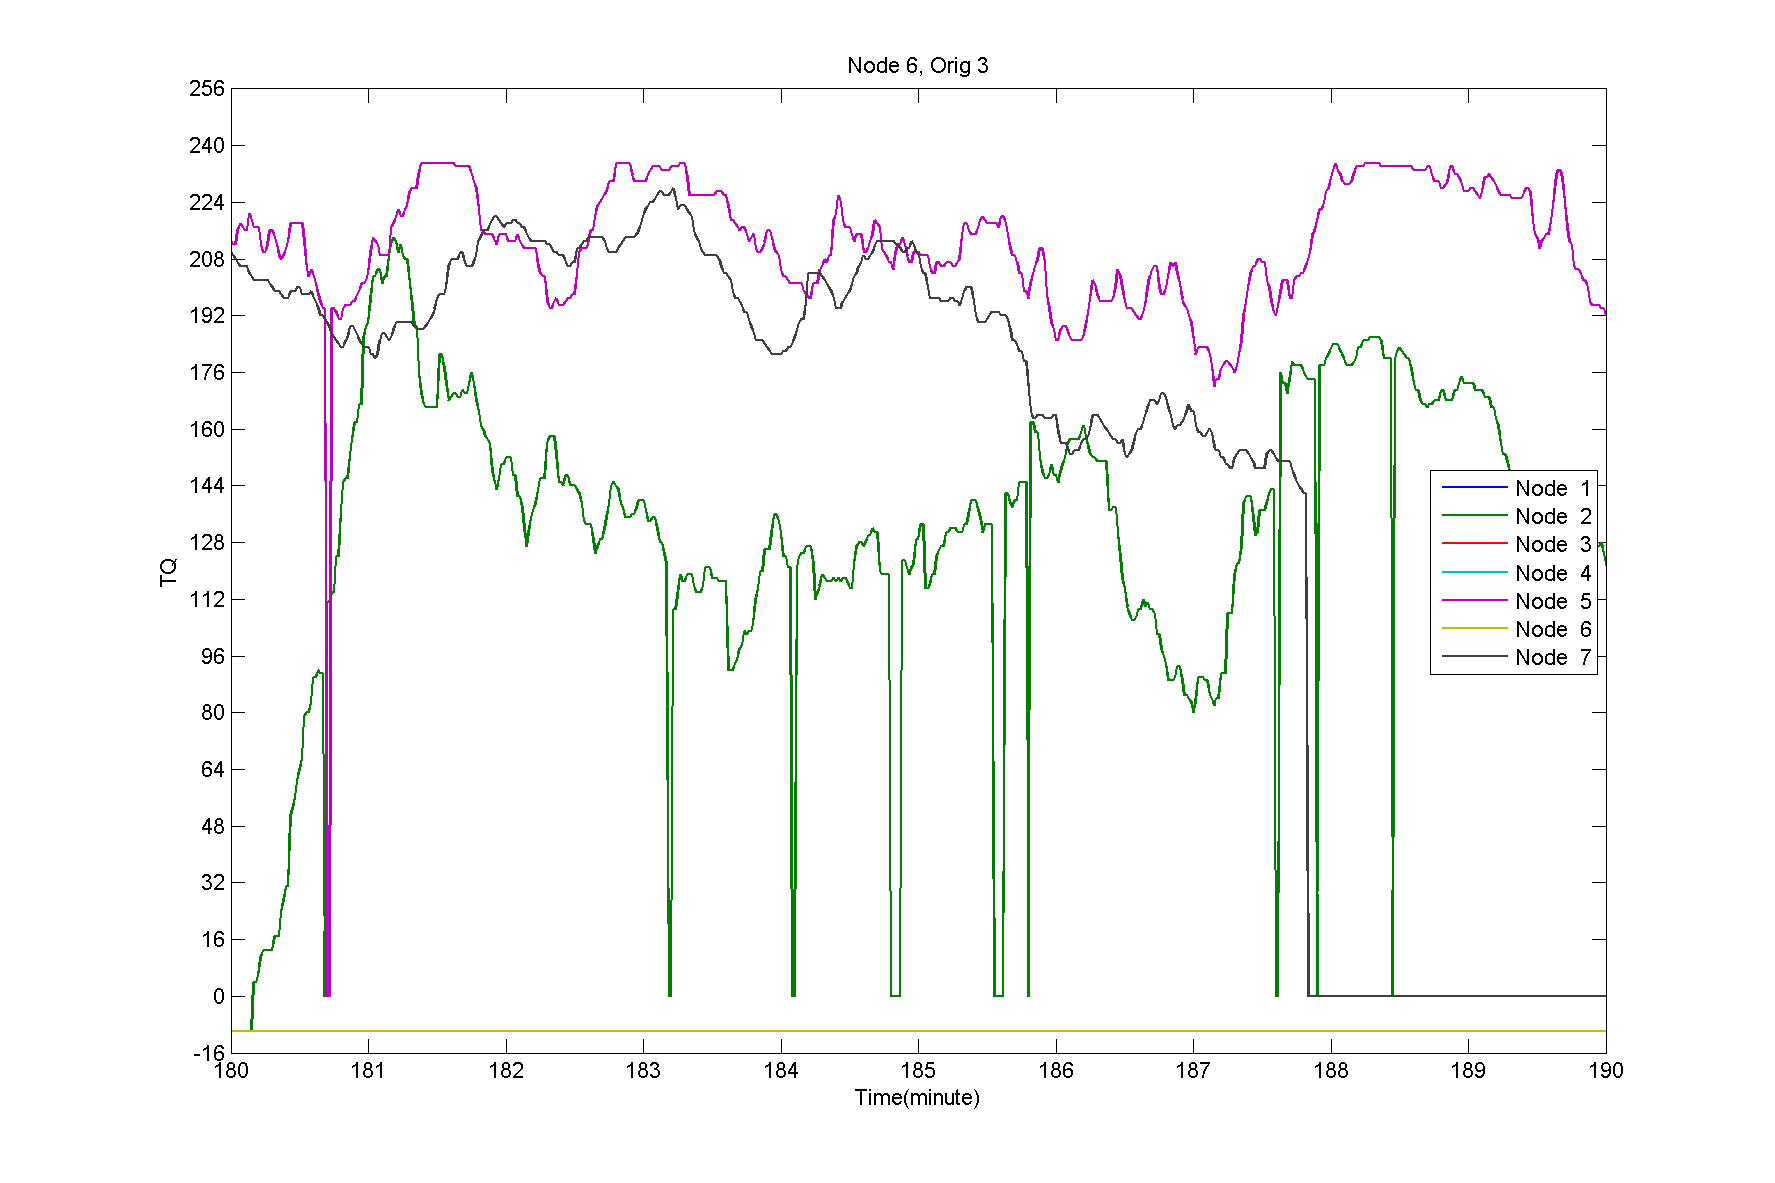 Node 6, Orig 3
256
240
224
208
192
176
160
144
128
112
96
80
64
48
32
16
0
-16
TQ
Node 1
Node 2
Node 3
Node 4
Node 5
Node 6
Node 7
180 181 182 183 184 185 186 187 188 189 190
Time(minute)